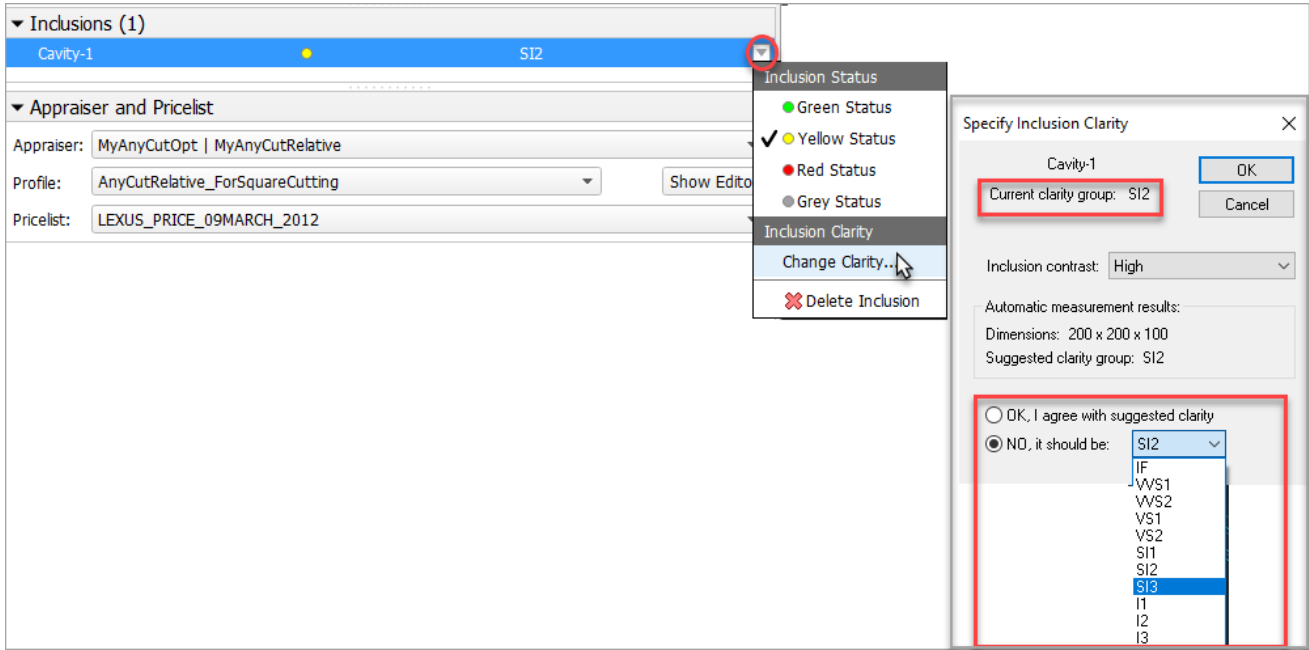 Inclusions (1)
Cavity-1 SI2
Appraiser and Pricelist
Appraiser: MyAnyCutOpt | MyAnyCutRelative
Profile: AnyCutRelative_ForSquareCutting Show Edito
Pricelist: LEXUS_PRICE_09MARCH_2012
Inclusion Status
Green Status
Yellow Status
Red Status
Grey Status
Inclusion Clarity
Change Clarity...
Delete Inclusion
Specify Inclusion Clarity
Cavity-1
OK
Current clarity group: SI2
Cancel
Inclusion contrast: High
Automatic measurement results:
Dimensions: 200 x 200 x 100
Suggested clarity group: SI2
OK, I agree with suggested clarity
NO, it should be: SI2
IF
VVS1
VVS2
VS1
VS2
SI1
SI2
SI3
I1
I2
I3